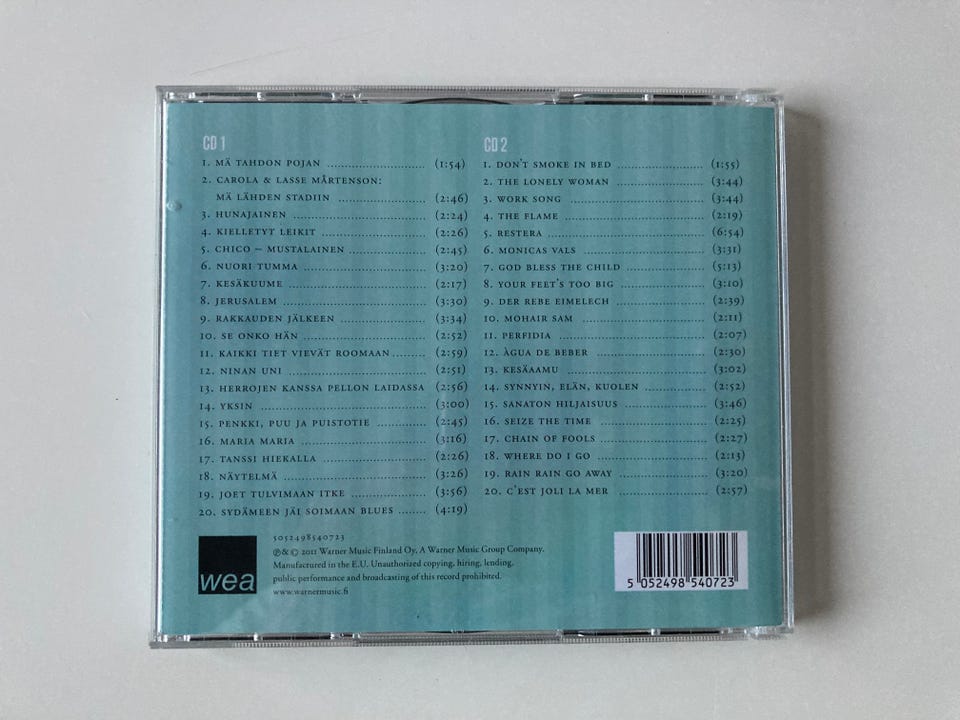 CD 1
1. MÄ TAHDON POJAN .......................... (1:54)
2. CAROLA & LASSE MÅRTENSON:
MÄ LÄHDEN STADIIN ....................... (2:46)
3. HUNAJAINEN .................................... (2:24)
4. KIELLETYT LEIKIT ............................ (2:26)
5. CHICO – MUSTALAINEN ..................... (2:45)
6. NUORI TUMMA ................................ (3:20)
7. KESÄKUUME ..................................... (2:17)
8. JERUSALEM ..................................... (3:30)
9. RAKKAUDEN JÄLKEEN ...................... (3:34)
10. SE ONKO HÄN ................................. (2:52)
11. KAIKKI TIET VIEVÄT ROOMAAN ......... (2:59)
12. NINAN UNI .................................... (2:51)
13. HERROJEN KANSSA PELLON LAIDASSA (2:56)
14. YKSIN ........................................... (3:00)
15. PENKKI, PUU JA PUISTOTIE .............. (2:45)
16. MARIA MARIA ................................. (3:16)
17. TANSSI HIEKALLA ............................ (2:26)
18. NÄYTELMÄ ..................................... (3:26)
19. JOET TULVIMAAN ITKE .................... (3:56)
20. SYDÄMEEN JÄI SOIMAAN BLUES ........ (4:19)
CD 2
1. DON'T SMOKE IN BED ........................ (1:55)
2. THE LONELY WOMAN ........................ (3:44)
3. WORK SONG .................................... (3:44)
4. THE FLAME ..................................... (2:19)
5. RESTERA ......................................... (6:54)
6. MONICAS VALS ................................ (3:31)
7. GOD BLESS THE CHILD ...................... (5:13)
8. YOUR FEET'S TOO BIG ....................... (3:10)
9. DER REBE EIMELECH ......................... (2:39)
10. MOHAIR SAM .................................. (2:11)
11. PERFIDIA ....................................... (2:07)
12. ÀGUA DE BEBER .............................. (2:30)
13. KESÄAAMU ..................................... (3:02)
14. SYNNYIN, ELÄN, KUOLEN ................. (2:52)
15. SANATON HILJAISUUS ...................... (3:46)
16. SEIZE THE TIME .............................. (2:25)
17. CHAIN OF FOOLS ............................. (2:27)
18. WHERE DO I GO ............................... (2:13)
19. RAIN RAIN GO AWAY ....................... (3:20)
20. C'EST JOLI LA MER ......................... (2:57)
wea
5052498540723
℗ & © 2011 Warner Music Finland Oy, A Warner Music Group Company.
Manufactured in the E.U. Unauthorized copying, hiring, lending,
public performance and broadcasting of this record prohibited.
www.warnermusic.fi
5 052498 540723